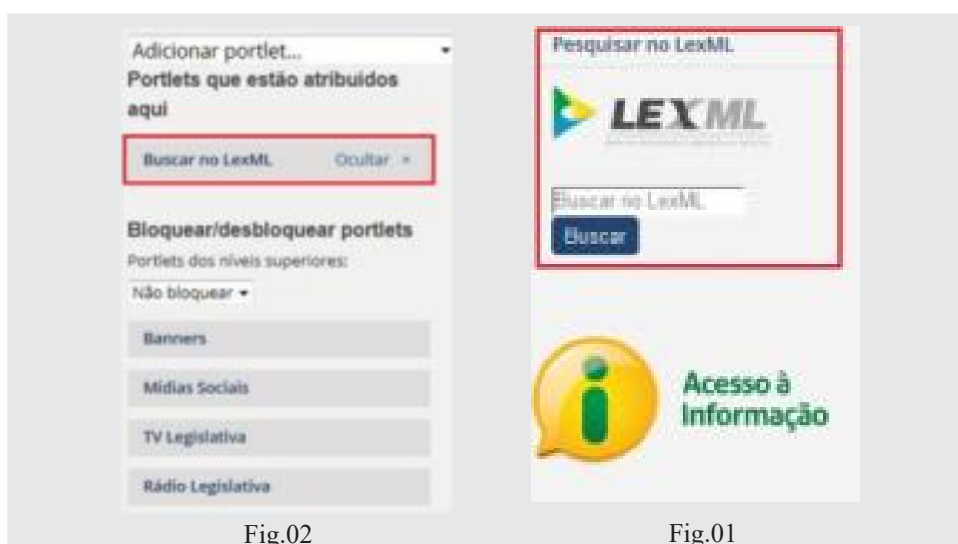 Adicionar portlet...
Portlets que estão atribuídos
aqui
Buscar no LexML Ocultar ×
Bloquear/desbloquear portlets
Portlets dos níveis superiores:
Não bloquear
Banners
Mídias Sociais
TV Legislativa
Rádio Legislativa
Fig.02
Pesquisar no LexML
LEXML
Buscar no LexML
Buscar
Acesso à
Informação
Fig.01